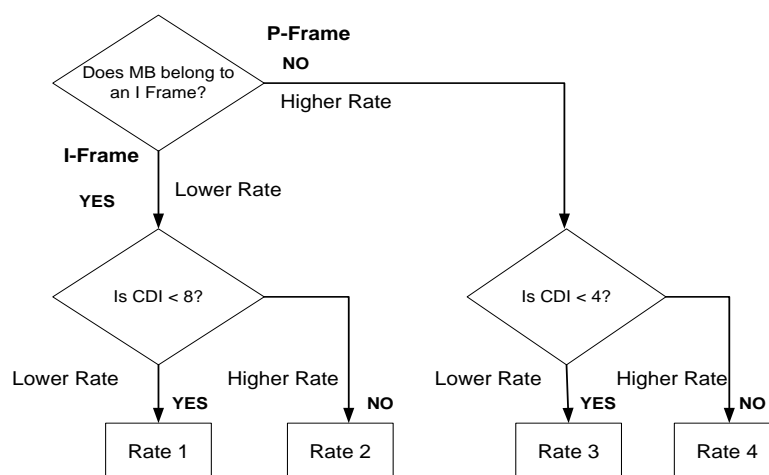 P-Frame
Does MB belong to
an I Frame?
NO
Higher Rate
I-Frame
YES
Lower Rate
Is CDI < 8?
Is CDI < 4?
Lower Rate
Higher Rate
Lower Rate
Higher Rate
YES
NO
YES
NO
Rate 1
Rate 2
Rate 3
Rate 4